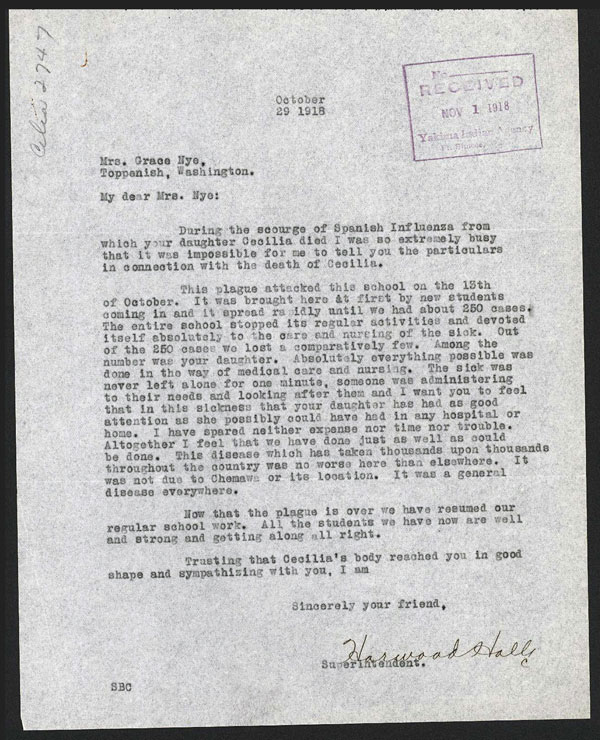 October
29 1918
No
RECEIVED
NOV 1 1918
Yakima Indian Agency
Mrs. Grace Nye,
Toppenish, Washington.
My dear Mrs. Nye:
During the scourge of Spanish Influenza from
which your daughter Cecilia died I was so extremely busy
that it was impossible for me to tell you the particulars
in connection with the death of Cecilia.
This plague attacked this school on the 13th
of October. It was brought here at first by new students
coming in and it spread rapidly until we had about 250 cases.
The entire school stopped its regular activities and devoted
itself absolutely to the care and nursing of the sick. Out
of the 250 cases we lost a comparatively few. Among the
number was your daughter. Absolutely everything possible was
done in the way of medical care and nursing. The sick was
never left alone for one minute, someone was administering
to their needs and looking after them and I want you to feel
that in this sickness that your daughter has had as good
attention as she possibly could have had in any hospital or
home. I have spared neither expense nor time nor trouble.
Altogether I feel that we have done just as well as could
be done. This disease which has taken thousands upon thousands
throughout the country was no worse here than elsewhere. It
was not due to Chemawa or its location. It was a general
disease everywhere.
Now that the plague is over we have resumed our
regular school work. All the students we have now are well
and strong and getting along all right.
Trusting that Cecilia's body reached you in good
shape and sympathizing with you, I am
Sincerely your friend,
Harwood Hall
Superintendent.
SBC
2747